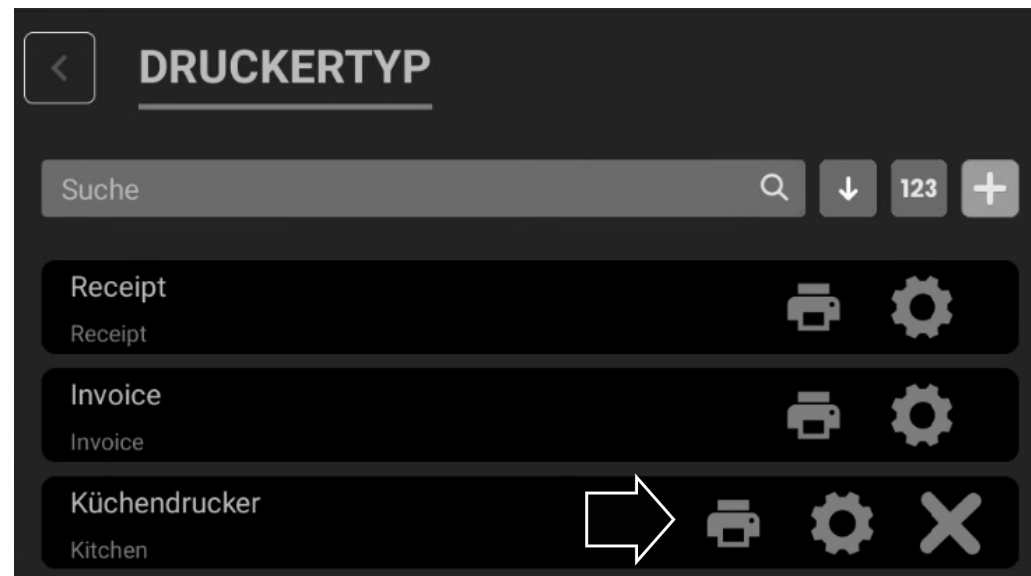 DRUCKERTYP
Suche
123
Receipt
Receipt
Invoice
Invoice
Küchendrucker
Kitchen